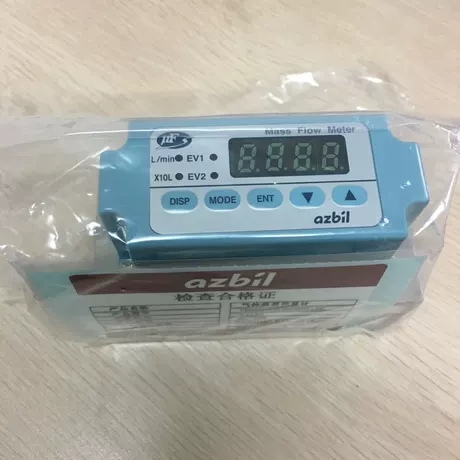 μF
Mass Flow Meter
L/min EV1
X10L EV2
8.8.8.8
DISP MODE ENT ▼ ▲
azbil
azbil
检查合格证